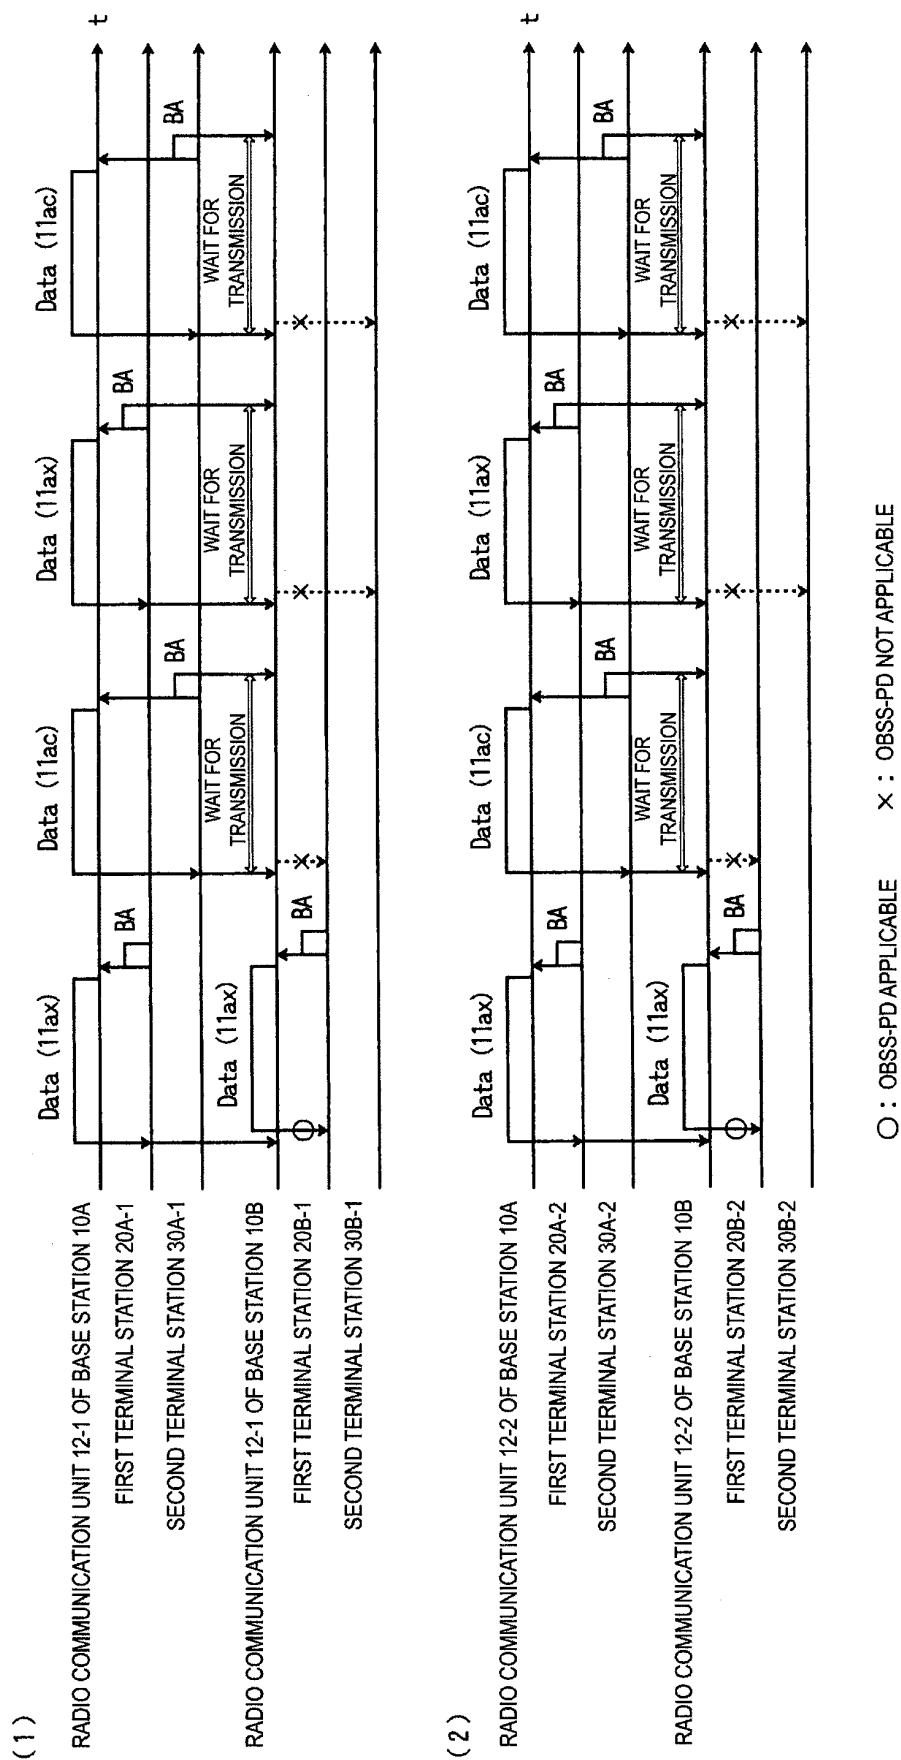 (1)
t
Data (11ax)
Data (11ac)
Data (11ax)
Data (11ac)
RADIO COMMUNICATION UNIT 12-1 OF BASE STATION 10A
BA
BA
FIRST TERMINAL STATION 20A-1
BA
BA
SECOND TERMINAL STATION 30A-1
Data (11ax)
WAIT FOR
TRANSMISSION
WAIT FOR
TRANSMISSION
WAIT FOR
TRANSMISSION
RADIO COMMUNICATION UNIT 12-1 OF BASE STATION 10B
BA
FIRST TERMINAL STATION 20B-1
SECOND TERMINAL STATION 30B-1
(2)
t
Data (11ax)
Data (11ac)
Data (11ax)
Data (11ac)
RADIO COMMUNICATION UNIT 12-2 OF BASE STATION 10A
BA
BA
FIRST TERMINAL STATION 20A-2
BA
BA
SECOND TERMINAL STATION 30A-2
Data (11ax)
WAIT FOR
TRANSMISSION
WAIT FOR
TRANSMISSION
WAIT FOR
TRANSMISSION
RADIO COMMUNICATION UNIT 12-2 OF BASE STATION 10B
BA
FIRST TERMINAL STATION 20B-2
SECOND TERMINAL STATION 30B-2
○ : OBSS-PD APPLICABLE × : OBSS-PD NOT APPLICABLE